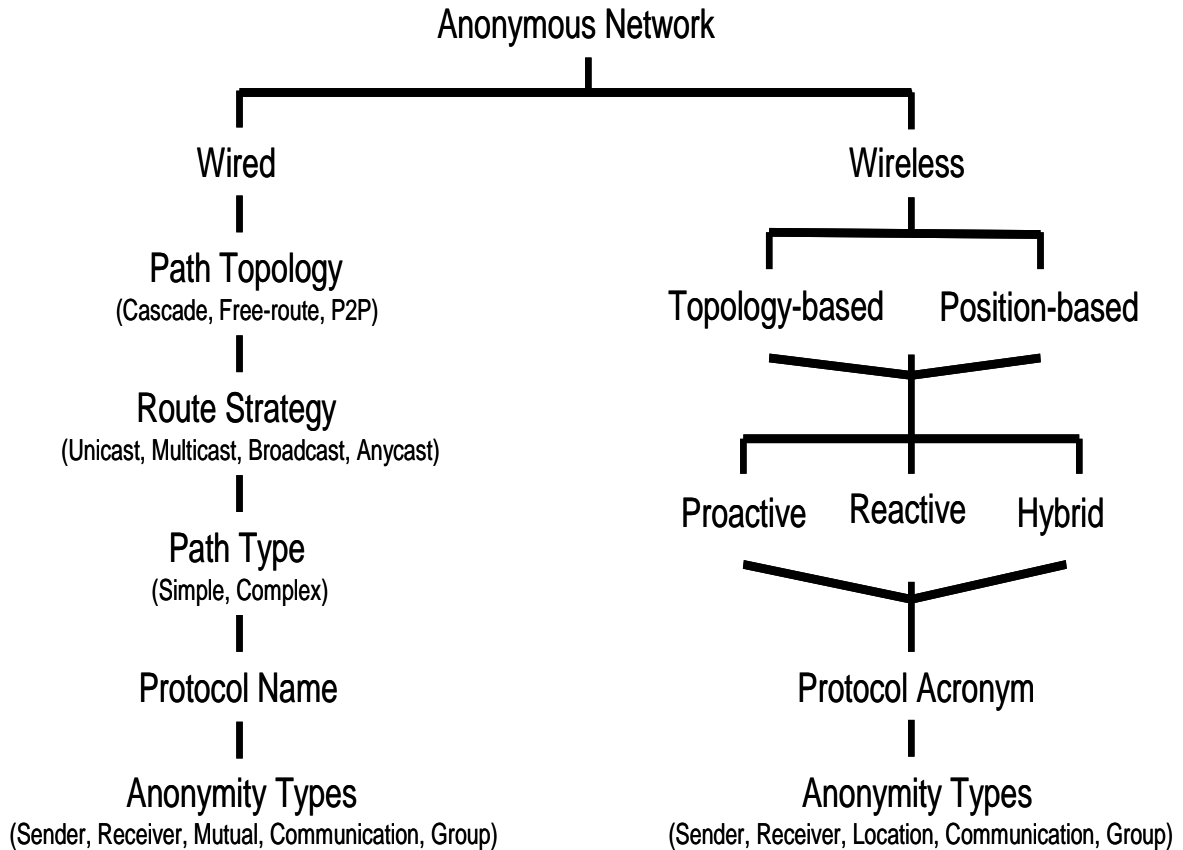 Anonymous Network
Wired
Wireless
Path Topology
(Cascade, Free-route, P2P)
Topology-based
Position-based
Route Strategy
(Unicast, Multicast, Broadcast, Anycast)
Proactive
Reactive
Hybrid
Path Type
(Simple, Complex)
Protocol Name
Protocol Acronym
Anonymity Types
(Sender, Receiver, Mutual, Communication, Group)
Anonymity Types
(Sender, Receiver, Location, Communication, Group)